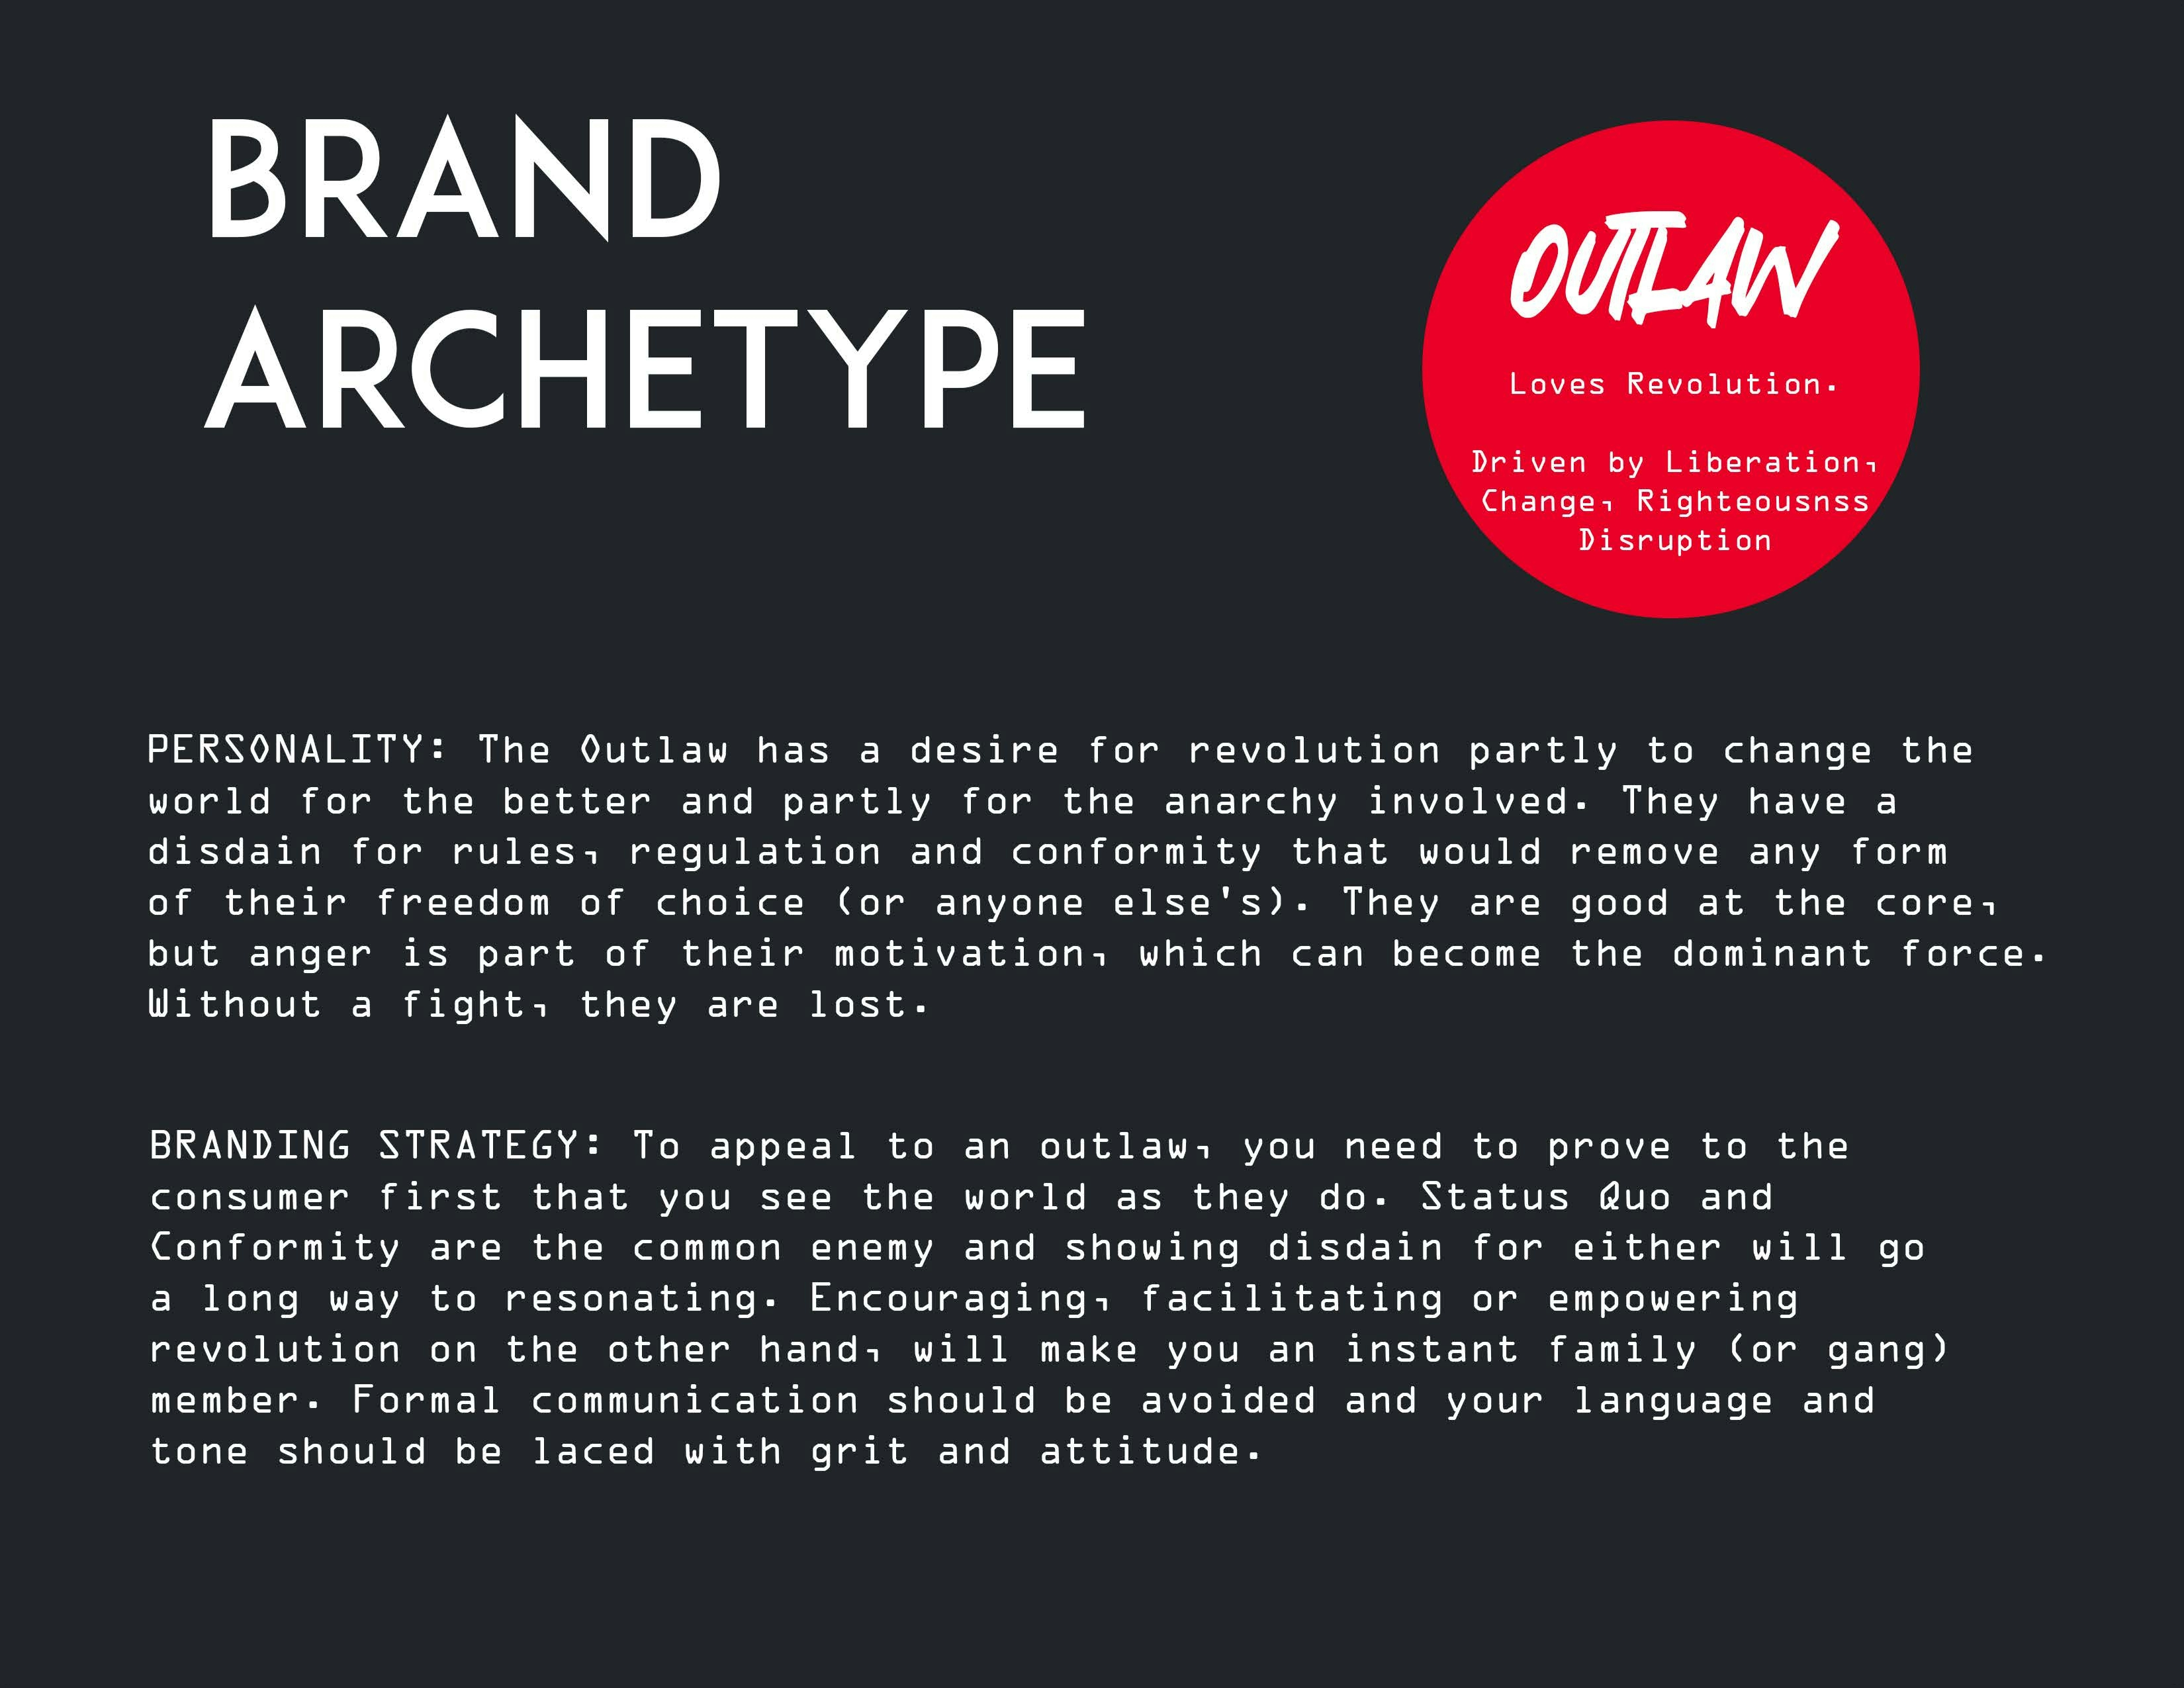 BRAND
ARCHETYPE
OUTLAW
Loves Revolution.
Driven by Liberation,
Change, Righteousnss
Disruption
PERSONALITY: The Outlaw has a desire for revolution partly to change the
world for the better and partly for the anarchy involved. They have a
disdain for rules, regulation and conformity that would remove any form
of their freedom of choice (or anyone else's). They are good at the core,
but anger is part of their motivation, which can become the dominant force.
Without a fight, they are lost.
BRANDING STRATEGY: To appeal to an outlaw, you need to prove to the
consumer first that you see the world as they do. Status Quo and
Conformity are the common enemy and showing disdain for either will go
a long way to resonating. Encouraging, facilitating or empowering
revolution on the other hand, will make you an instant family (or gang)
member. Formal communication should be avoided and your language and
tone should be laced with grit and attitude.